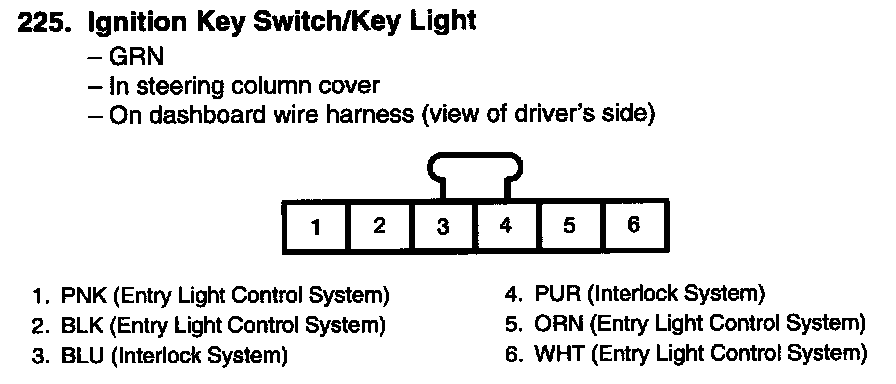 225. Ignition Key Switch/Key Light
– GRN
– In steering column cover
– On dashboard wire harness (view of driver's side)
1 2 3 4 5 6
1. PNK (Entry Light Control System)
2. BLK (Entry Light Control System)
3. BLU (Interlock System)
4. PUR (Interlock System)
5. ORN (Entry Light Control System)
6. WHT (Entry Light Control System)